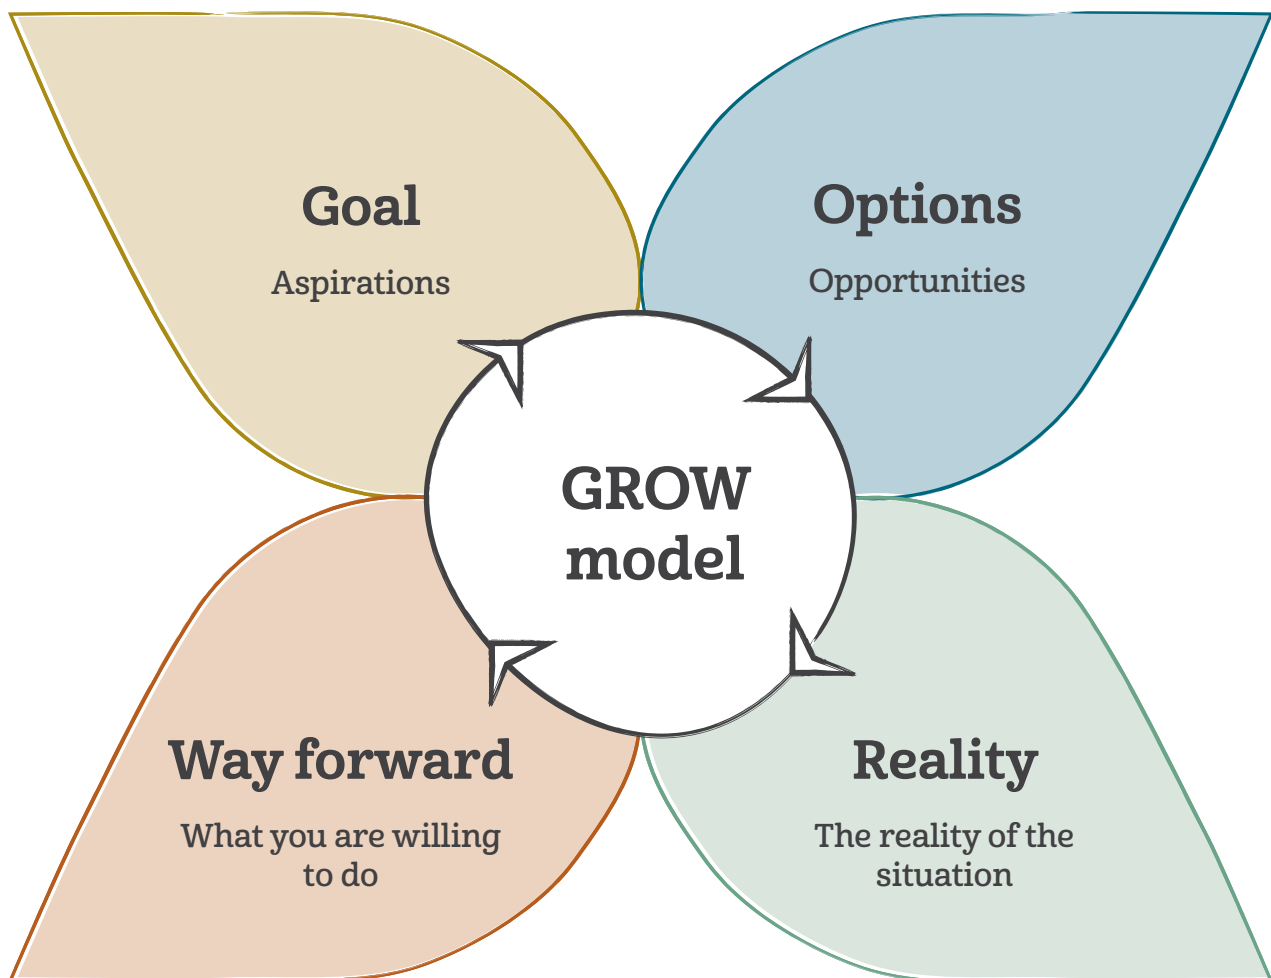 Goal
Aspirations
Options
Opportunities
GROW
model
Way forward
What you are willing
to do
Reality
The reality of the
situation